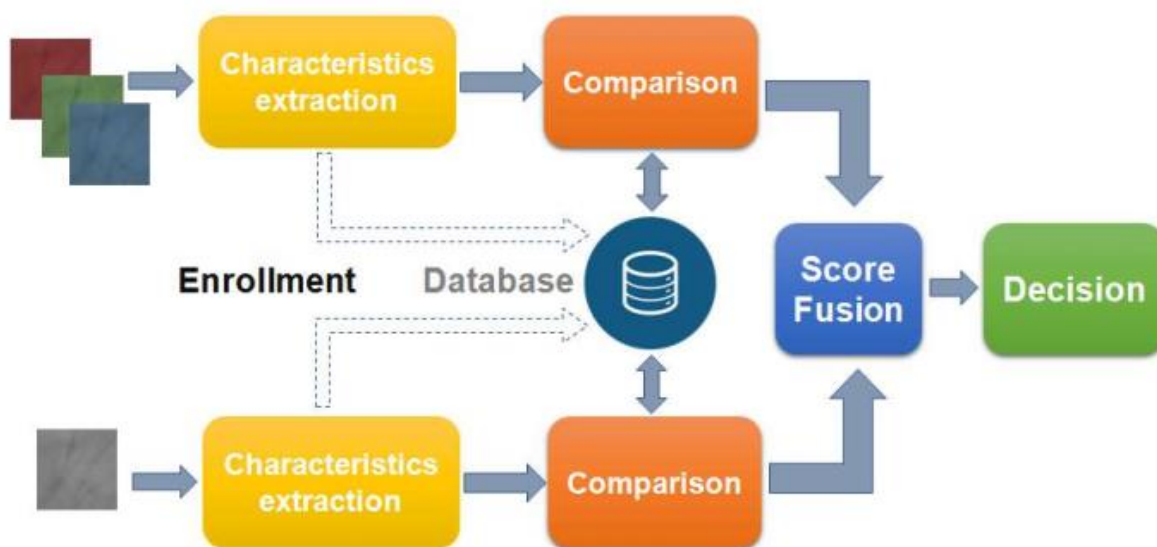 Characteristics
extraction
Comparison
Enrollment
Database
Score
Fusion
Decision
Characteristics
extraction
Comparison